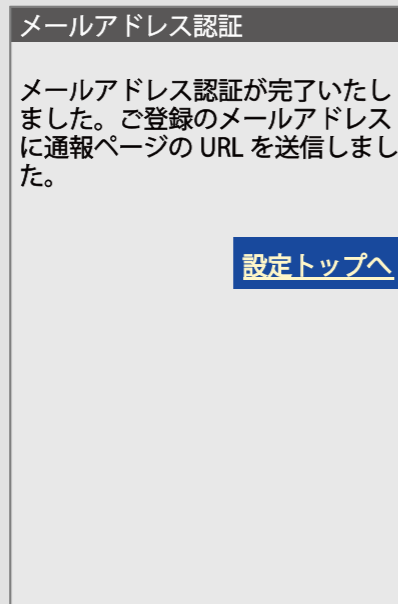 メールアドレス認証
メールアドレス認証が完了いたし
ました。ご登録のメールアドレス
に通報ページの URL を送信しまし
た。
設定トップへ